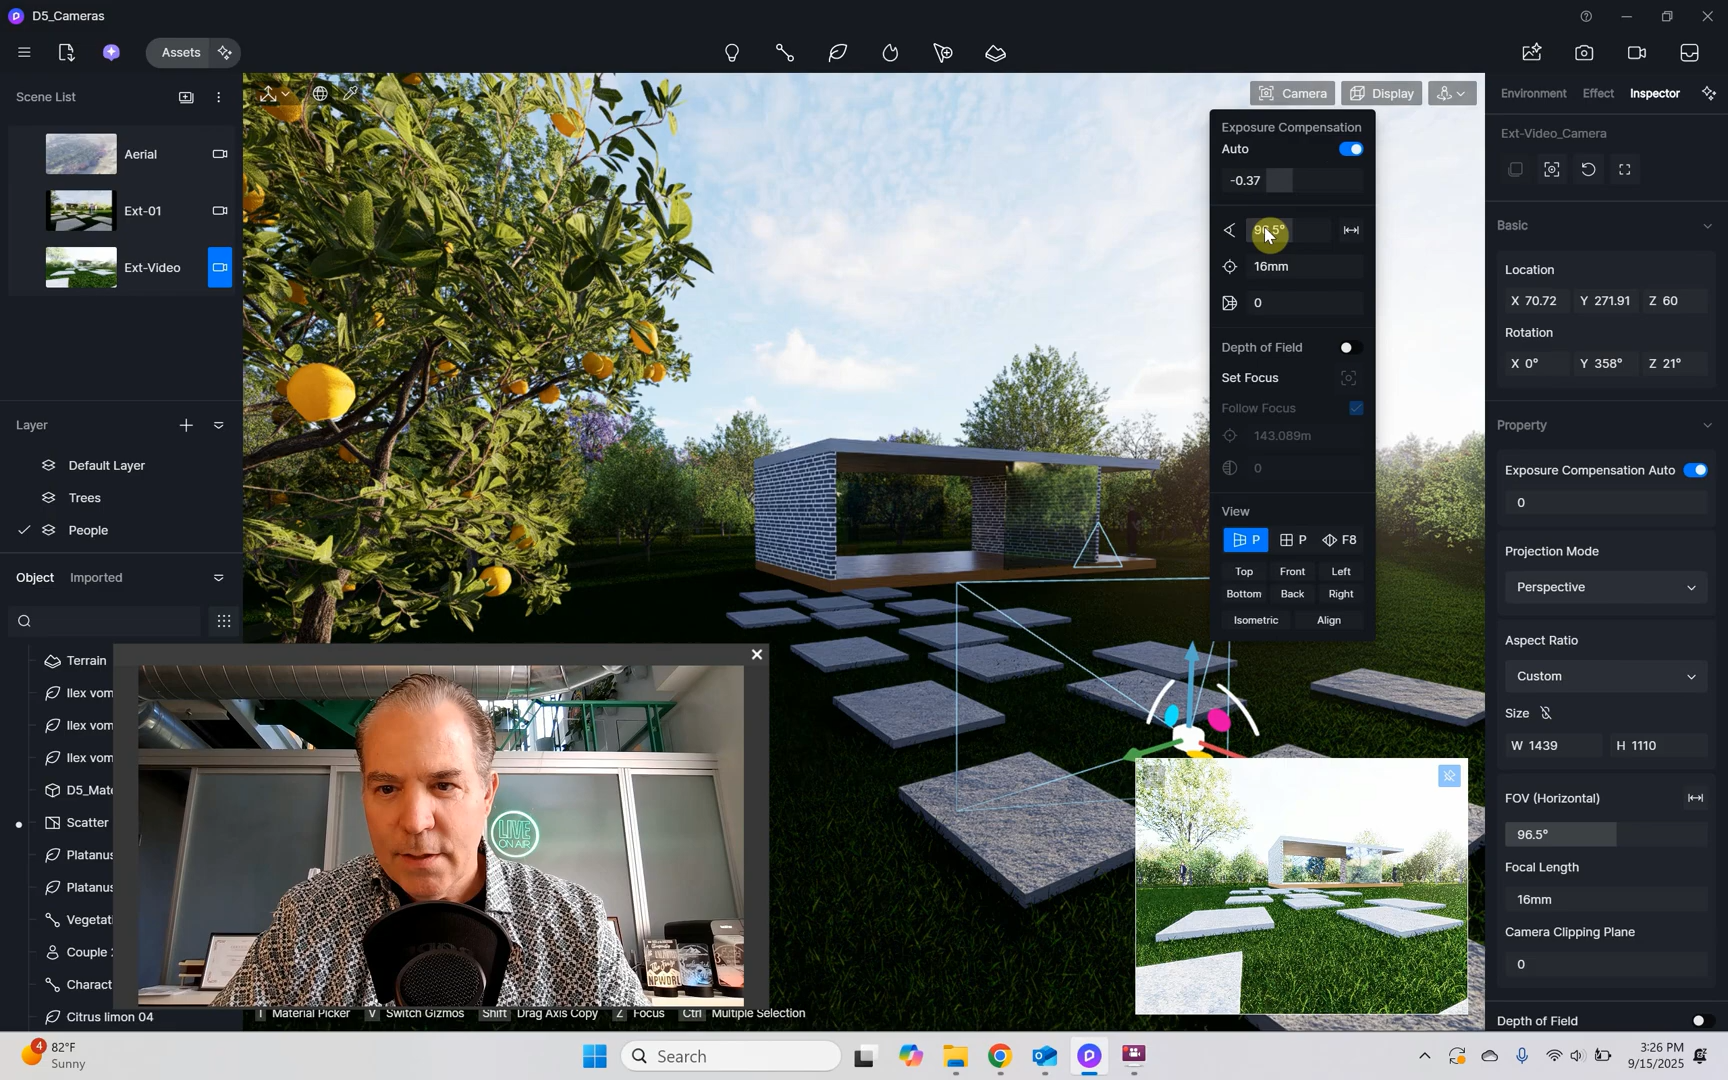 D5_Cameras
Assets
Scene List
Aerial
Ext-01
Ext-Video
Layer
Default Layer
Trees
People
Object Imported
Terrain
Ilex vom
Ilex vom
Ilex vom
D5_Mate
Scatter
Platanus
Platanus
Vegetati
Couple
Charact
Citrus limon 04
Camera
Display
Exposure Compensation
Auto
-0.37
96.5°
16mm
0
Depth of Field
Set Focus
Follow Focus
143.089m
0
View
P P F8
Top Front Left
Bottom Back Right
Isometric Align
LIVE
ON AIR
Material Picker V Switch Gizmos Shift Drag Axis Copy Z Focus Ctrl Multiple Selection
Environment Effect Inspector
Ext-Video_Camera
Basic
Location
X 70.72 Y 271.91 Z 60
Rotation
X 0° Y 358° Z 21°
Property
Exposure Compensation Auto
0
Projection Mode
Perspective
Aspect Ratio
Custom
Size
W 1439 H 1110
FOV (Horizontal)
96.5°
Focal Length
16mm
Camera Clipping Plane
0
Depth of Field
4
82°F
Sunny
Search
3:26 PM
9/15/2025